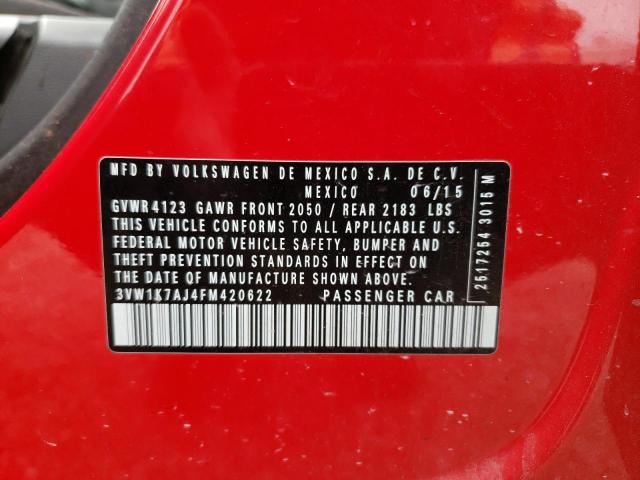 MFD BY VOLKSWAGEN DE MEXICO S.A. DE C.V.
MEXICO 06/15
GVWR 4123 GAWR FRONT 2050 / REAR 2183 LBS
THIS VEHICLE CONFORMS TO ALL APPLICABLE U.S.
FEDERAL MOTOR VEHICLE SAFETY, BUMPER AND
THEFT PREVENTION STANDARDS IN EFFECT ON
THE DATE OF MANUFACTURE SHOWN ABOVE.
3VW1K7AJ4FM420622 PASSENGER CAR
2517254 3015 M